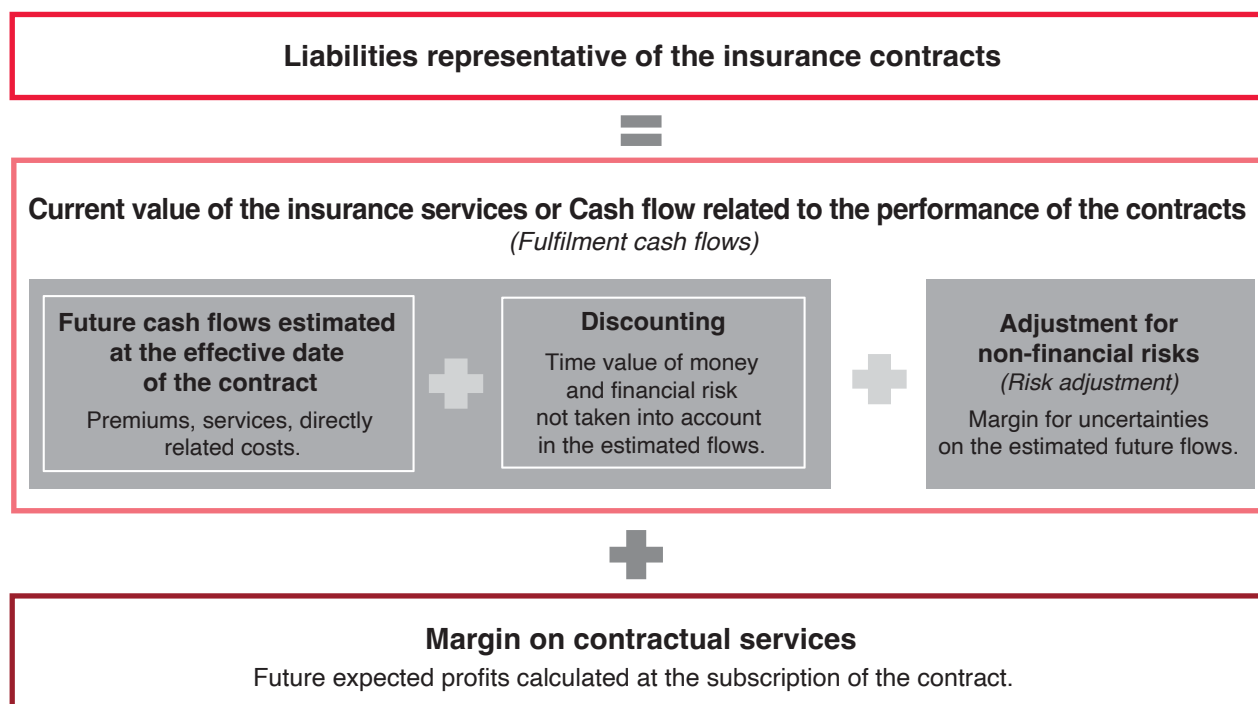 Liabilities representative of the insurance contracts
=
Current value of the insurance services or Cash flow related to the performance of the contracts
(Fulfilment cash flows)
Future cash flows estimated
at the effective date
of the contract
Premiums, services, directly
related costs.
+
Discounting
Time value of money
and financial risk
not taken into account
in the estimated flows.
+
Adjustment for
non-financial risks
(Risk adjustment)
Margin for uncertainties
on the estimated future flows.
+
Margin on contractual services
Future expected profits calculated at the subscription of the contract.